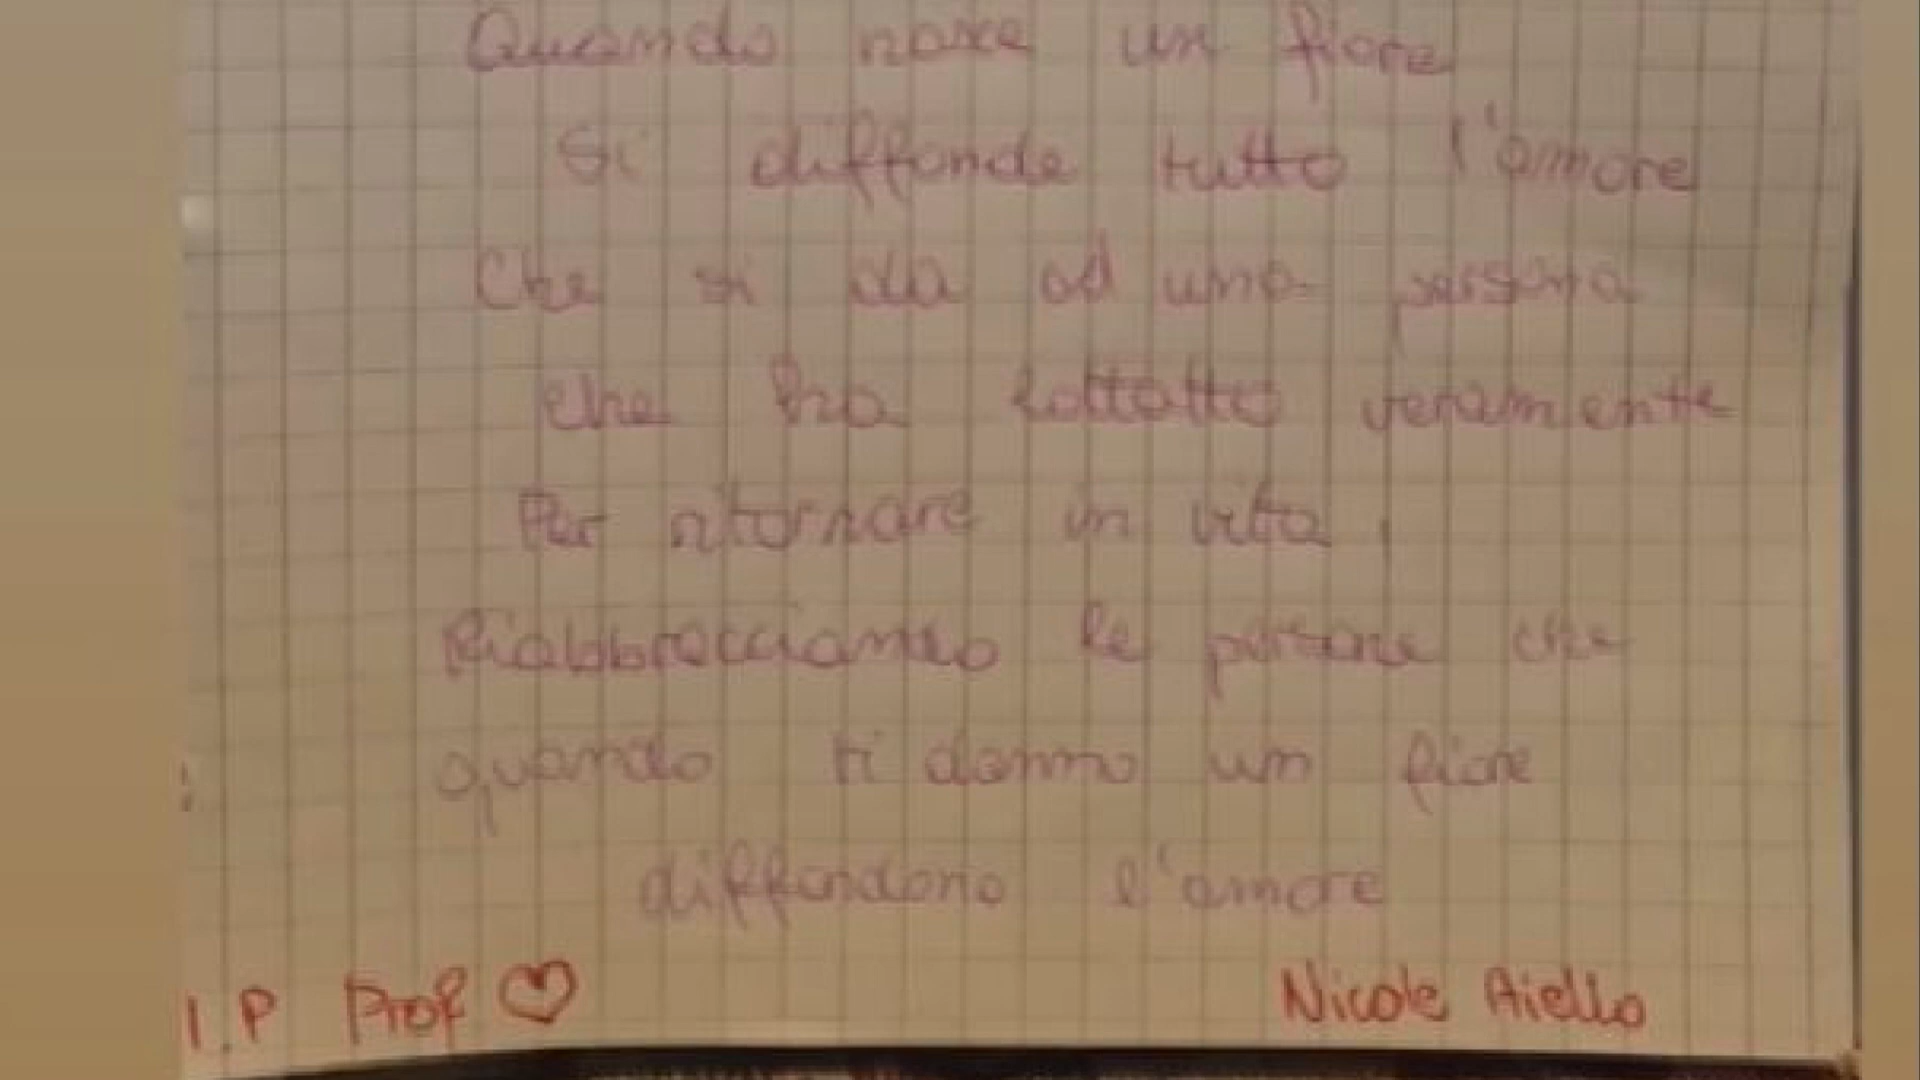 Quando nasce un fiore
Si diffonde tutto l'amore
Che si da ad una persona
che ha lottatto veramente
Per ritornare in vita
Riabbracciando le persone che
quando ti danno un fiore
diffondono l'amore
I.P Prof ♡ Nicole Aiello